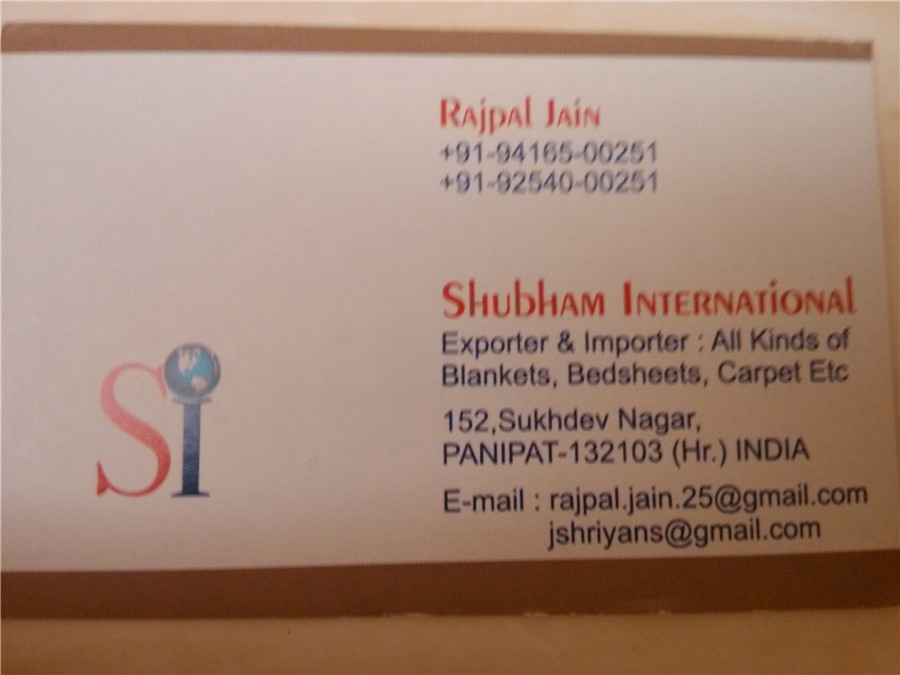 Rajpal Jain
+91-94165-00251
+91-92540-00251
Shubham International
Exporter & Importer : All Kinds of
Blankets, Bedsheets, Carpet Etc
152,Sukhdev Nagar,
PANIPAT-132103 (Hr.) INDIA
E-mail : rajpal.jain.25@gmail.com
jshriyans@gmail.com
Si